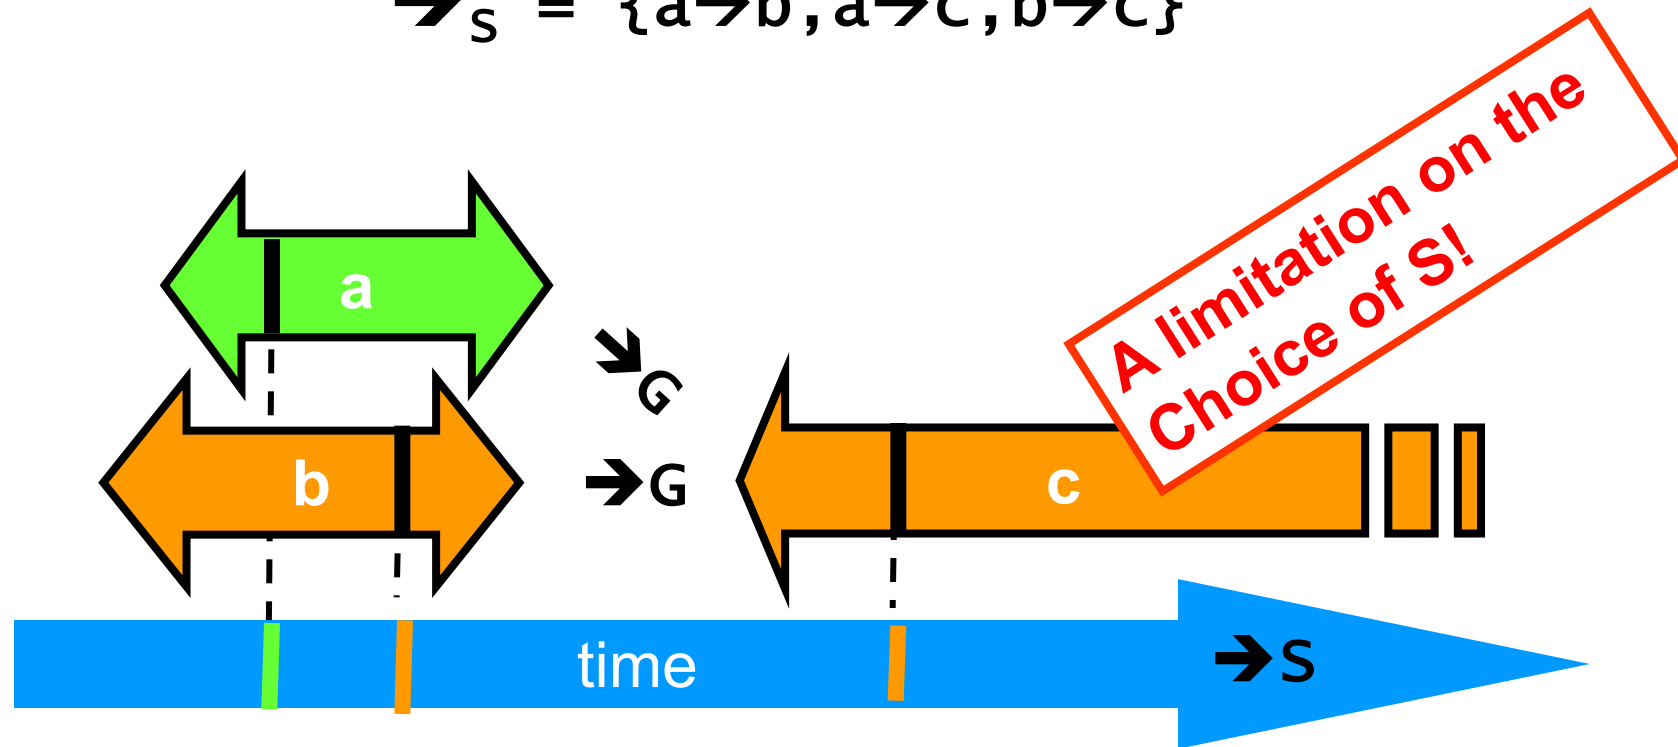 ➔S = {a➔b,a➔c,b➔c}
A limitation on the
Choice of S!
a
➔G
b
➔G
c
time
➔S